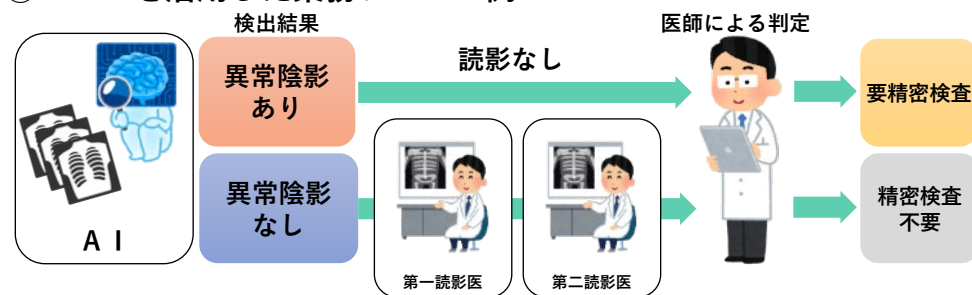 検出結果
医師による判定
異常陰影
あり
読影なし
要精密検査
異常陰影
なし
精密検査
不要
AI
第一読影医
第二読影医